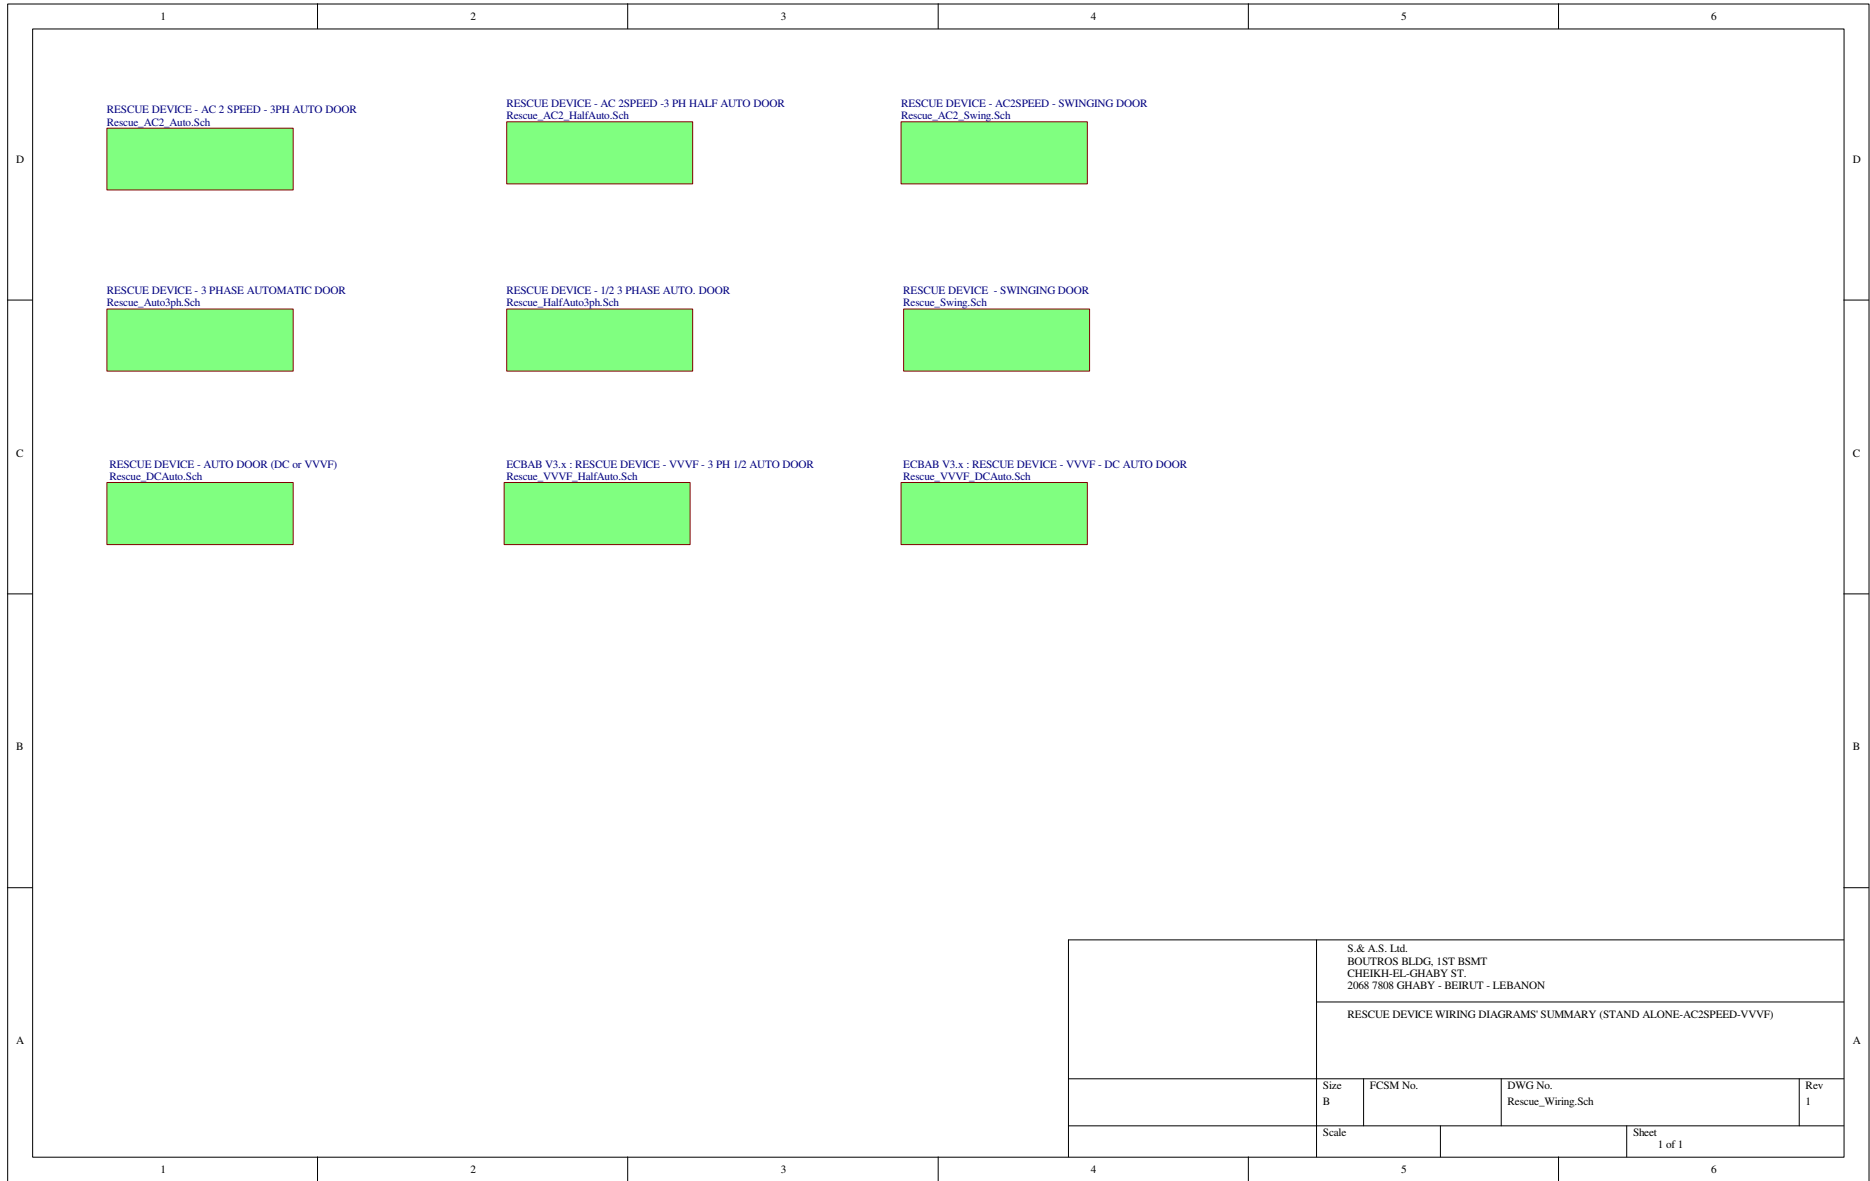 1 2 3 4 5 6
RESCUE DEVICE - AC 2 SPEED - 3PH AUTO DOOR
Rescue_AC2_Auto.Sch
RESCUE DEVICE - AC 2SPEED -3 PH HALF AUTO DOOR
Rescue_AC2_HalfAuto.Sch
RESCUE DEVICE - AC2SPEED - SWINGING DOOR
Rescue_AC2_Swing.Sch
D D
RESCUE DEVICE - 3 PHASE AUTOMATIC DOOR
Rescue_Auto3ph.Sch
RESCUE DEVICE - 1/2 3 PHASE AUTO. DOOR
Rescue_HalfAuto3ph.Sch
RESCUE DEVICE  - SWINGING DOOR
Rescue_Swing.Sch
C C
RESCUE DEVICE - AUTO DOOR (DC or VVVF)
Rescue_DCAuto.Sch
ECBAB V3.x : RESCUE DEVICE - VVVF - 3 PH 1/2 AUTO DOOR
Rescue_VVVF_HalfAuto.Sch
ECBAB V3.x : RESCUE DEVICE - VVVF - DC AUTO DOOR
Rescue_VVVF_DCAuto.Sch
B B
S.& A.S. Ltd.
BOUTROS BLDG, 1ST BSMT
CHEIKH-EL-GHABY ST.
2068 7808 GHABY - BEIRUT - LEBANON
RESCUE DEVICE WIRING DIAGRAMS' SUMMARY (STAND ALONE-AC2SPEED-VVVF)
A A
Size FCSM No. DWG No. Rev
B Rescue_Wiring.Sch 1
Scale Sheet
1 of 1
1 2 3 4 5 6